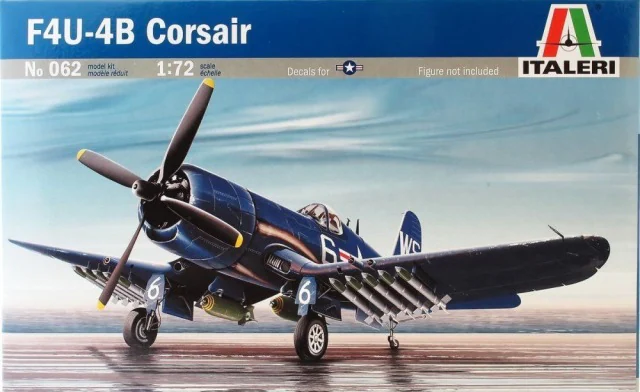 F4U-4B Corsair
No 062 model kit
modèle réduit
1:72 scale
échelle
Decals for
Figure not included
ITALERI
6
WS
6
6